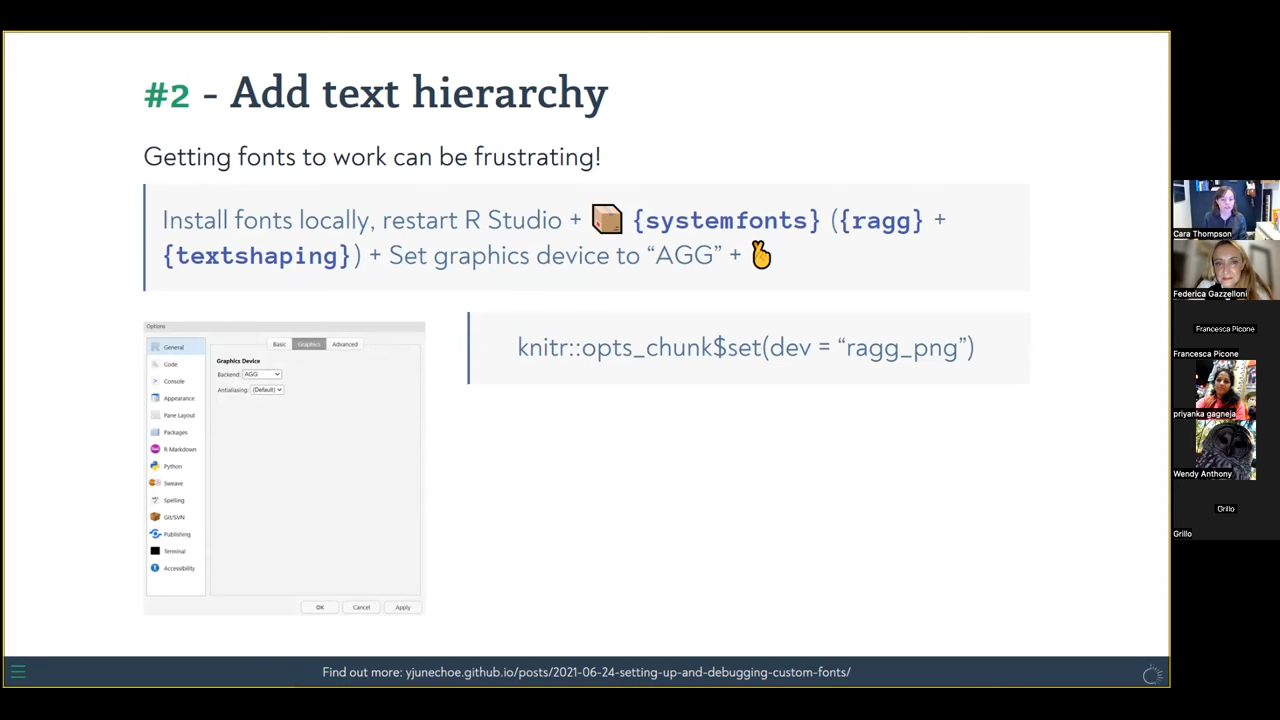 #2 - Add text hierarchy
Getting fonts to work can be frustrating!
Install fonts locally, restart R Studio + 📦 {systemfonts} ({ragg} +
{textshaping}) + Set graphics device to “AGG” + 🤞
Options
General
Code
Console
Appearance
Pane Layout
Packages
R Markdown
Python
Sweave
Spelling
Git/SVN
Publishing
Terminal
Accessibility
Basic Graphics Advanced
Graphics Device
Backend: AGG
Antialiasing: (Default)
OK Cancel Apply
knitr::opts_chunk$set(dev = “ragg_png”)
Find out more: yjunechoe.github.io/posts/2021-06-24-setting-up-and-debugging-custom-fonts/
Cara Thompson
Federica Gazzelloni
Francesca Picone
Francesca Picone
priyanka gagneja
Wendy Anthony
Grillo
Grillo